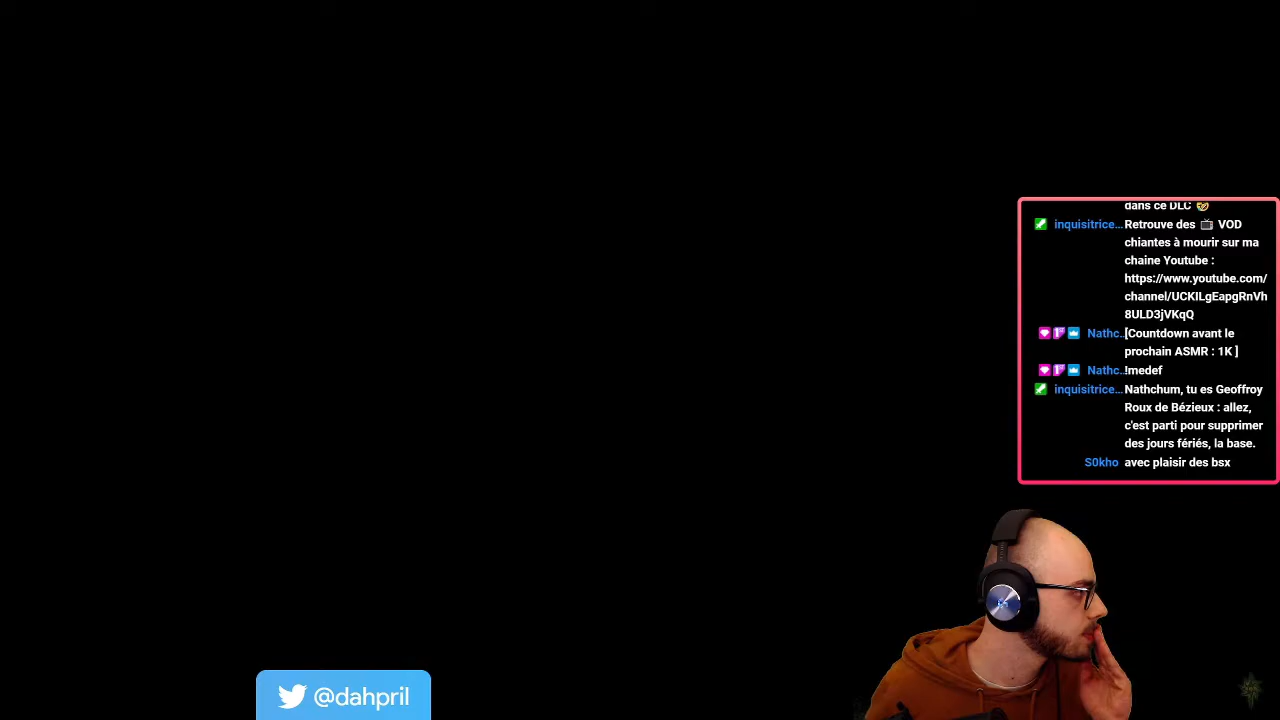 dans ce DLC
inquisitrice... Retrouve des 📺 VOD
chiantes à mourir sur ma
chaine Youtube :
https://www.youtube.com/
channel/UCKILgEapgRnVh
8ULD3jVKqQ
Nathc... [Countdown avant le
prochain ASMR : 1K ]
Nathc... !medef
inquisitrice... Nathchum, tu es Geoffroy
Roux de Bézieux : allez,
c'est parti pour supprimer
des jours fériés, la base.
S0kho avec plaisir des bsx
@dahpril